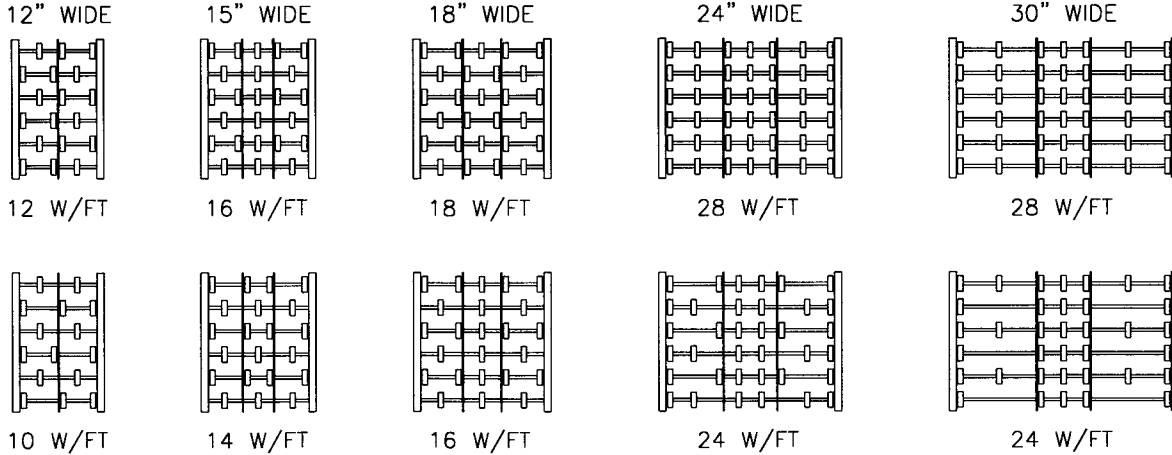 12” WIDE 15” WIDE 18” WIDE 24” WIDE 30” WIDE
12 W/FT 16 W/FT 18 W/FT 28 W/FT 28 W/FT
10 W/FT 14 W/FT 16 W/FT 24 W/FT 24 W/FT